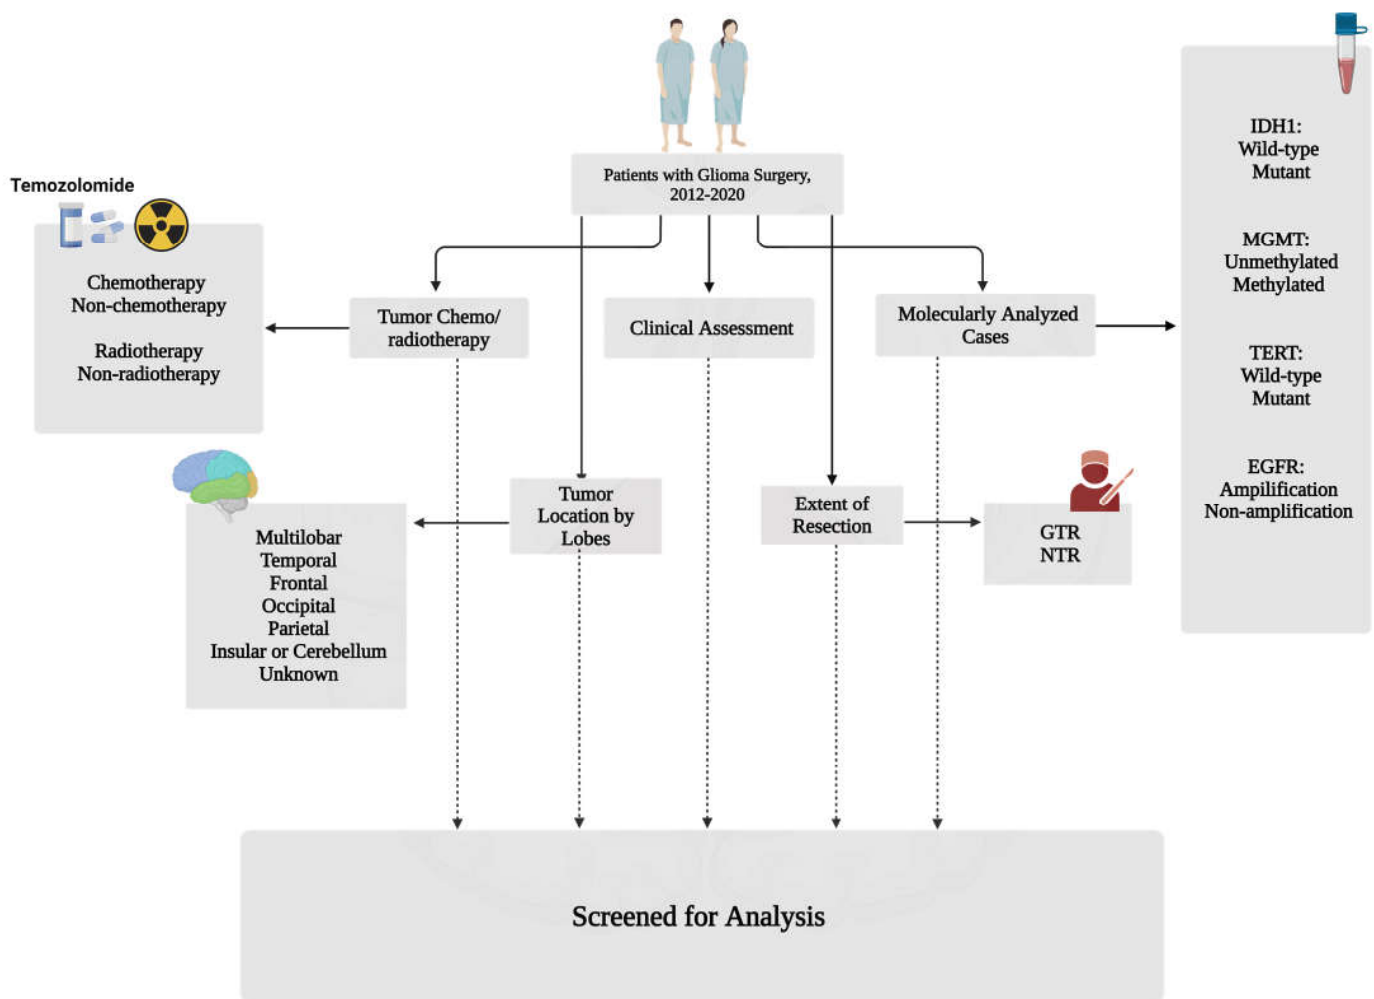 Patients with Glioma Surgery,
2012-2020
Temozolomide
Chemotherapy
Non-chemotherapy
Radiotherapy
Non-radiotherapy
Tumor Chemo/
radiotherapy
Clinical Assessment
Molecularly Analyzed
Cases
IDH1:
Wild-type
Mutant
MGMT:
Unmethylated
Methylated
TERT:
Wild-type
Mutant
EGFR:
Ampilification
Non-amplification
Multilobar
Temporal
Frontal
Occipital
Parietal
Insular or Cerebellum
Unknown
Tumor
Location by
Lobes
Extent of
Resection
GTR
NTR
Screened for Analysis